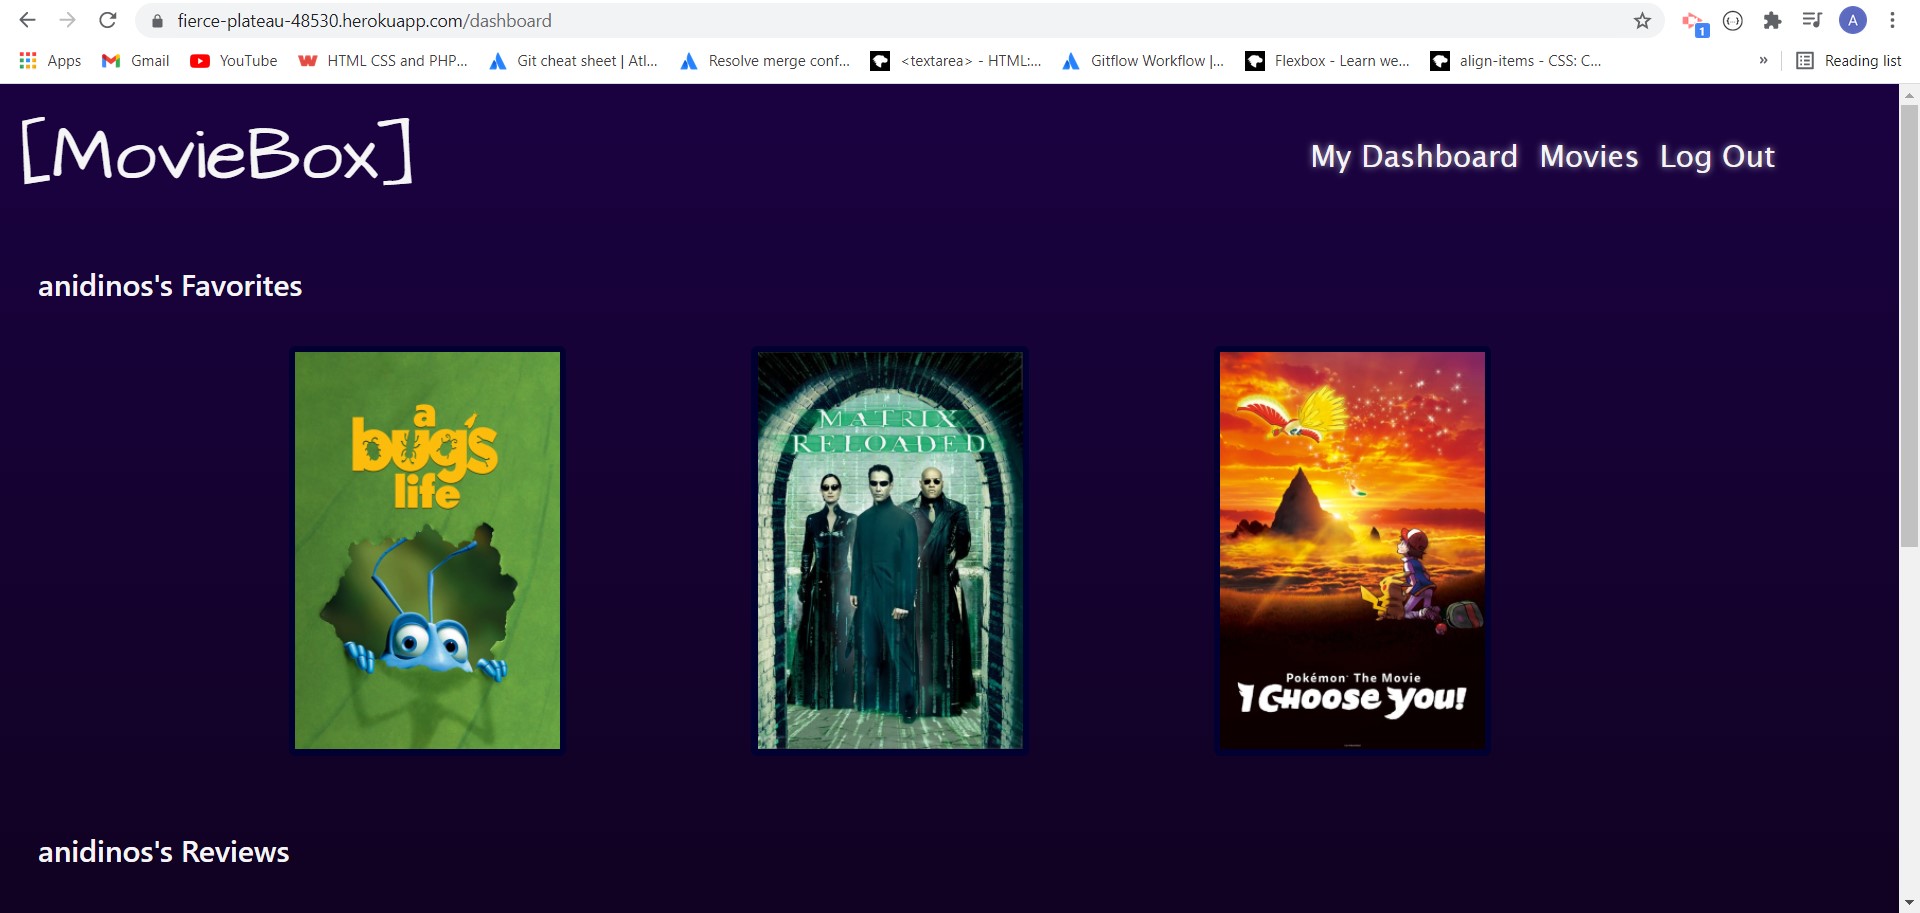 fierce-plateau-48530.herokuapp.com/dashboard
A
1
Apps
Gmail
YouTube
HTML CSS and PHP...
Git cheat sheet | Atl...
Resolve merge conf...
<textarea> - HTML:...
Gitflow Workflow |...
Flexbox - Learn we...
align-items - CSS: C...
»
Reading list
[MovieBox]
My Dashboard Movies Log Out
anidinos's Favorites
a
bug's
life
MATRIX
RELOADED
Pokémon The Movie
I Choose You!
anidinos's Reviews